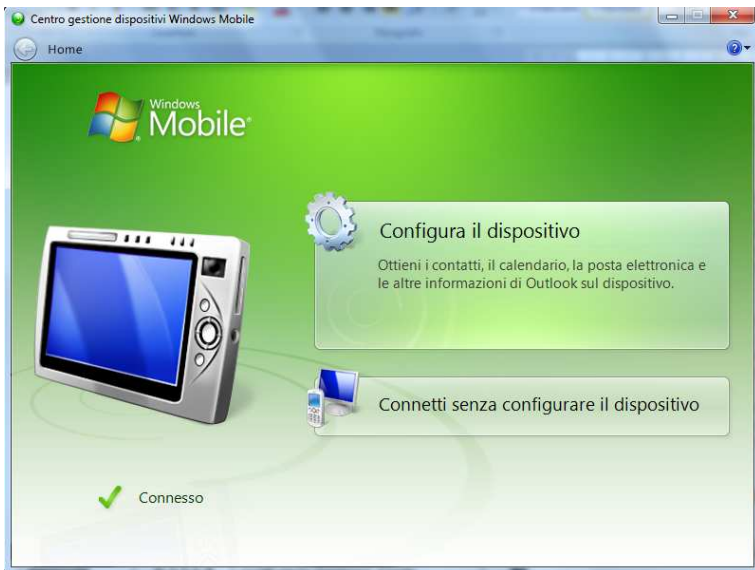 Centro gestione dispositivi Windows Mobile
Home
Windows
Mobile
Configura il dispositivo
Ottieni i contatti, il calendario, la posta elettronica e
le altre informazioni di Outlook sul dispositivo.
Connetti senza configurare il dispositivo
Connesso